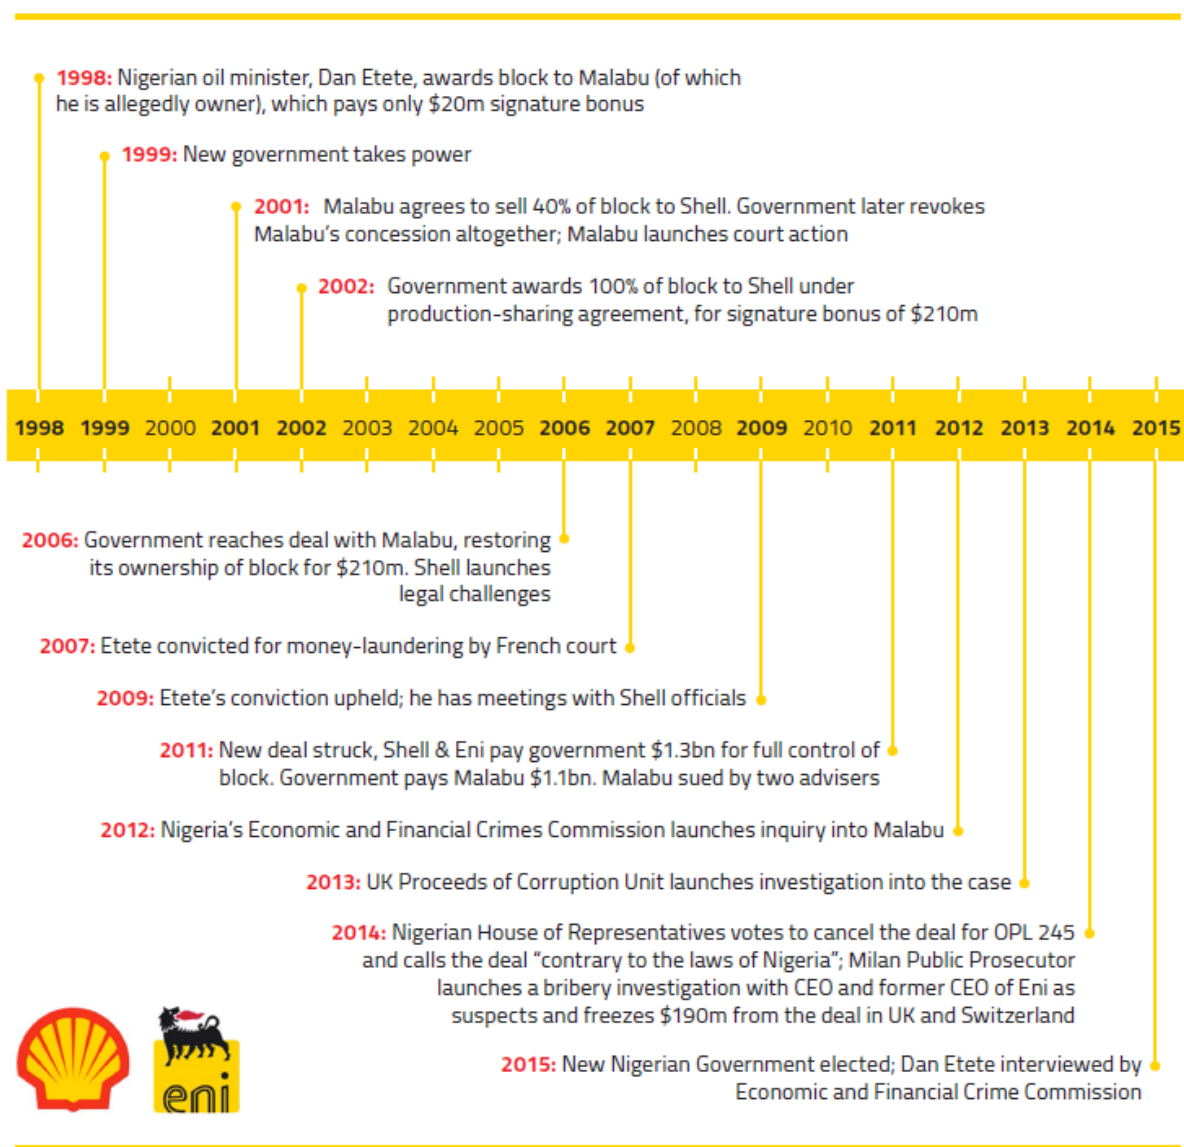 1998: Nigerian oil minister, Dan Etete, awards block to Malabu (of which
he is allegedly owner), which pays only $20m signature bonus
1999: New government takes power
2001: Malabu agrees to sell 40% of block to Shell. Government later revokes
Malabu's concession altogether; Malabu launches court action
2002: Government awards 100% of block to Shell under
production-sharing agreement, for signature bonus of $210m
1998 1999 2000 2001 2002 2003 2004 2005 2006 2007 2008 2009 2010 2011 2012 2013 2014 2015
2006: Government reaches deal with Malabu, restoring
its ownership of block for $210m. Shell launches
legal challenges
2007: Etete convicted for money-laundering by French court
2009: Etete's conviction upheld; he has meetings with Shell officials
2011: New deal struck, Shell & Eni pay government $1.3bn for full control of
block. Government pays Malabu $1.1bn. Malabu sued by two advisers
2012: Nigeria's Economic and Financial Crimes Commission launches inquiry into Malabu
2013: UK Proceeds of Corruption Unit launches investigation into the case
2014: Nigerian House of Representatives votes to cancel the deal for OPL 245
and calls the deal "contrary to the laws of Nigeria"; Milan Public Prosecutor
launches a bribery investigation with CEO and former CEO of Eni as
suspects and freezes $190m from the deal in UK and Switzerland
2015: New Nigerian Government elected; Dan Etete interviewed by
Economic and Financial Crime Commission
eni